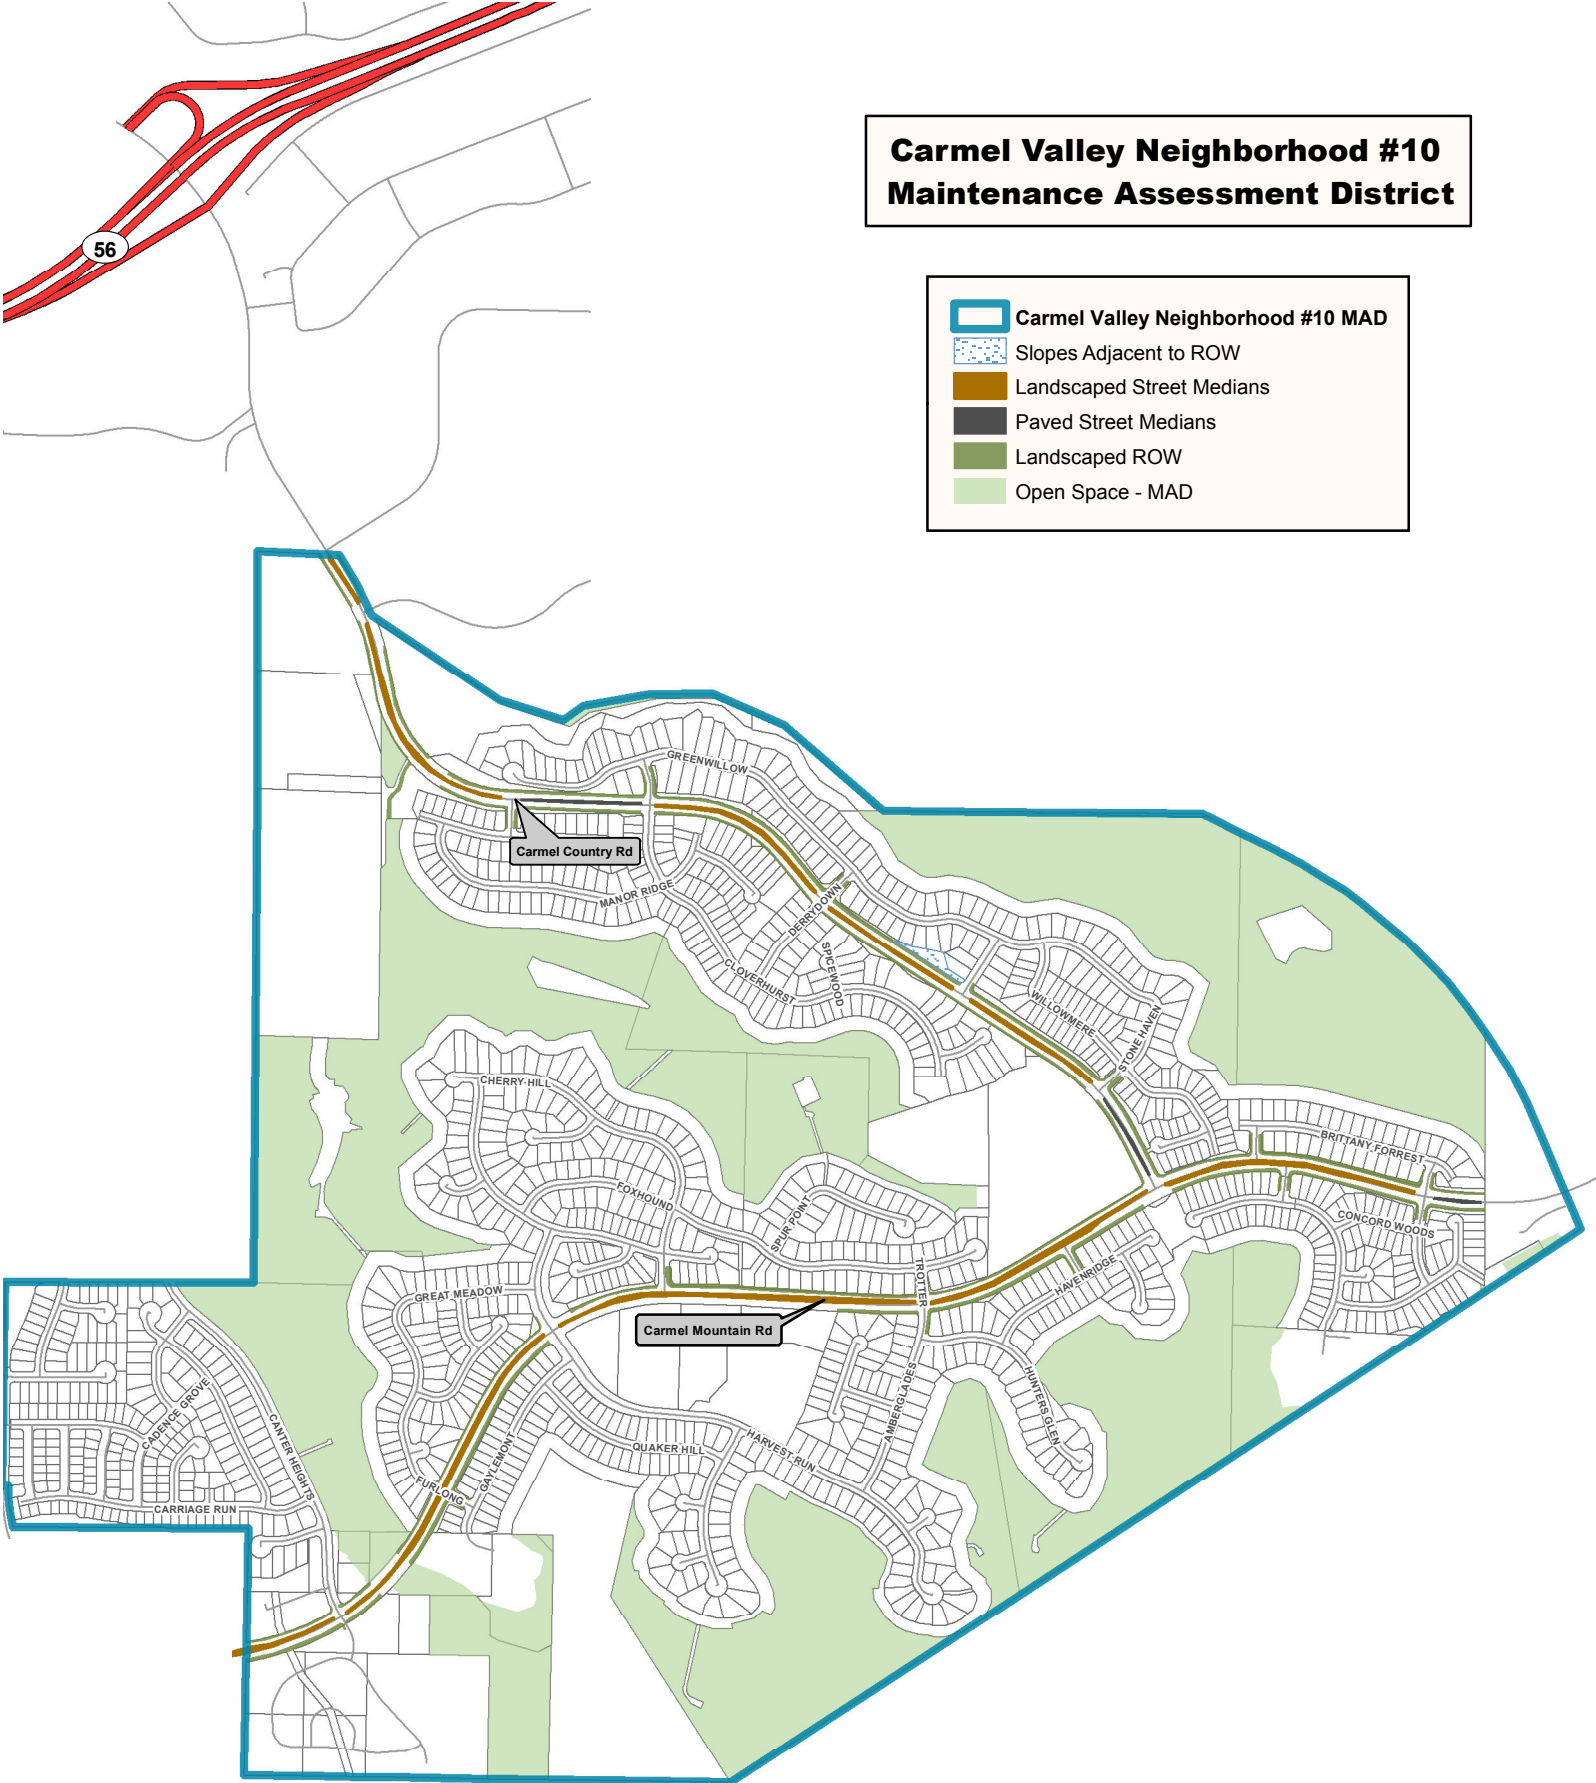 Carmel Valley Neighborhood #10
Maintenance Assessment District
56
Carmel Valley Neighborhood #10 MAD
Slopes Adjacent to ROW
Landscaped Street Medians
Paved Street Medians
Landscaped ROW
Open Space - MAD
GREENWILLOW
Carmel Country Rd
MANOR RIDGE
DERRYDOWN
SPICEWOOD
CLOVERHURST
WILLOWMERE
STONEHAVEN
CHERRY HILL
BRITTANY FORREST
FOXHOUND
SPUR POINT
CONCORD WOODS
TROTTER
HAVENRIDGE
GREAT MEADOW
Carmel Mountain Rd
CADENCE GROVE
CANTER HEIGHTS
AMBERGLADES
HUNTERS GLEN
QUAKER HILL
HARVEST RUN
GAYLEMONT
FURLONG
CARRIAGE RUN